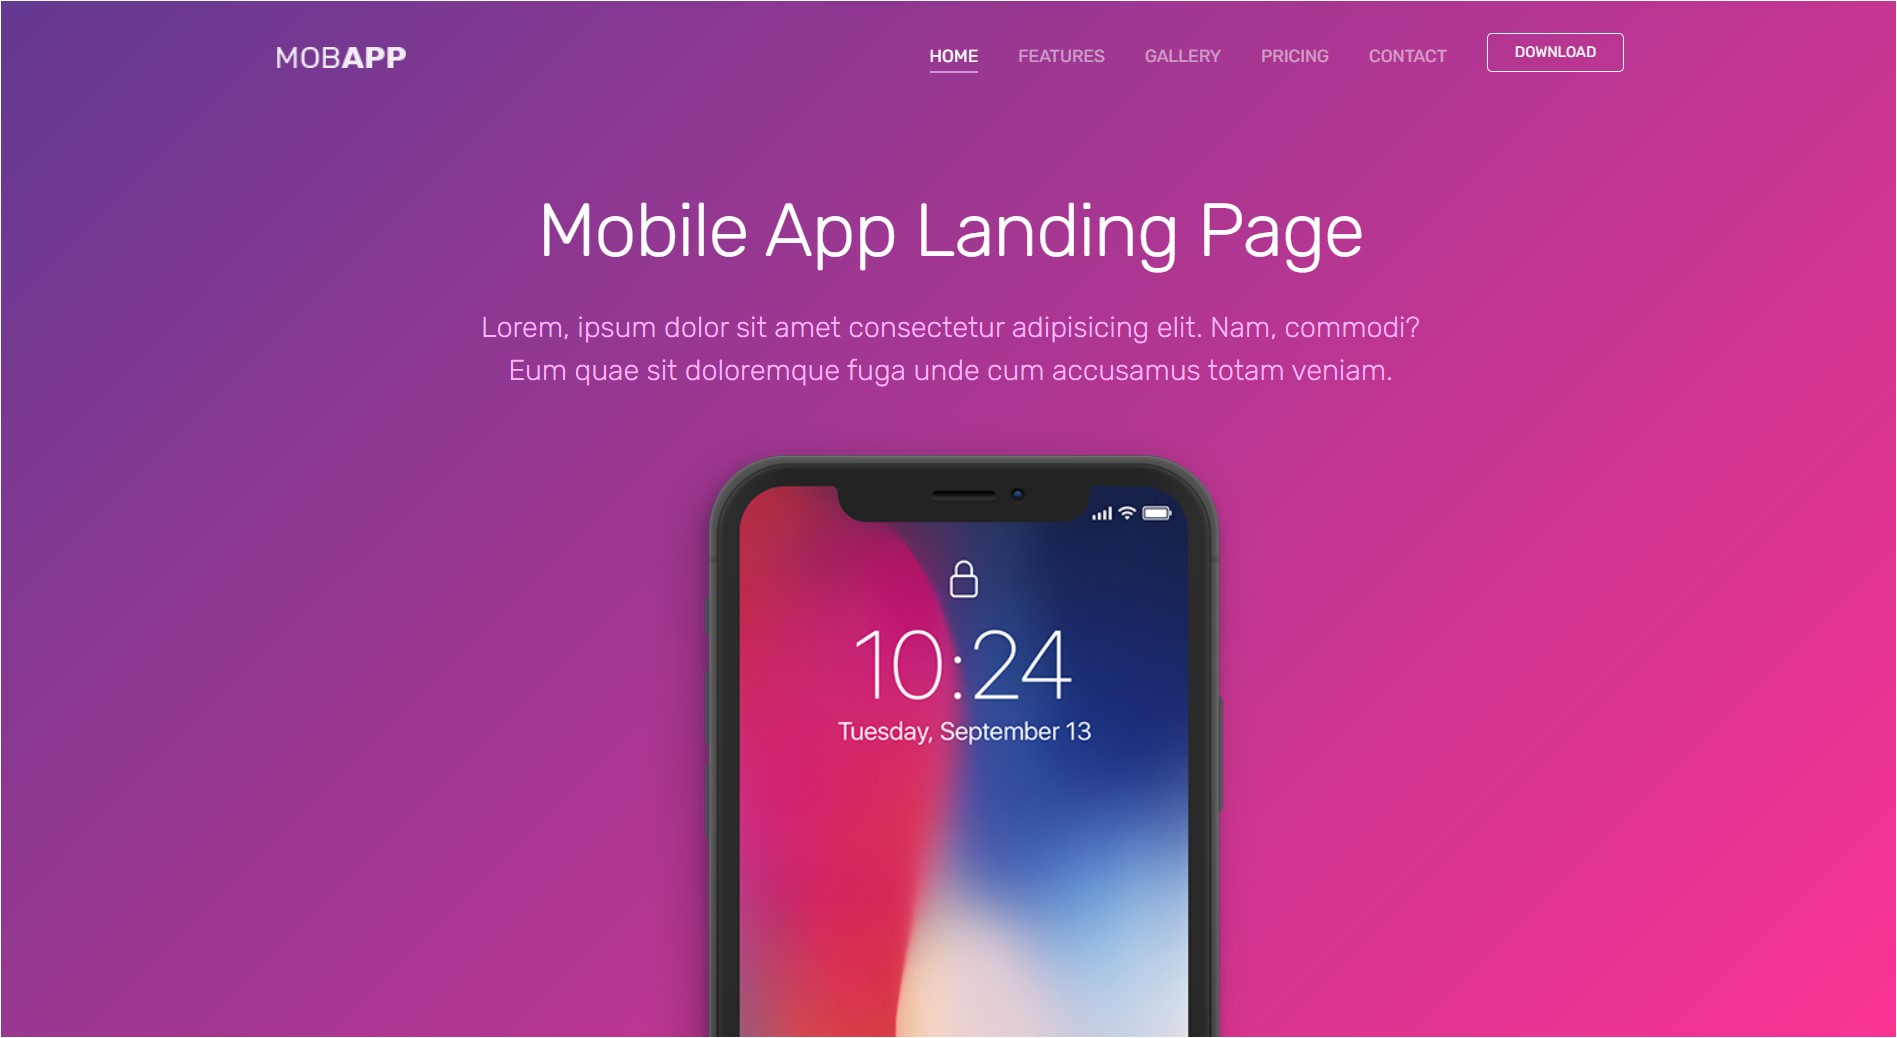 MOBAPP
HOME FEATURES GALLERY PRICING CONTACT DOWNLOAD
Mobile App Landing Page
Lorem, ipsum dolor sit amet consectetur adipisicing elit. Nam, commodi?
Eum quae sit doloremque fuga unde cum accusamus totam veniam.
10:24
Tuesday, September 13